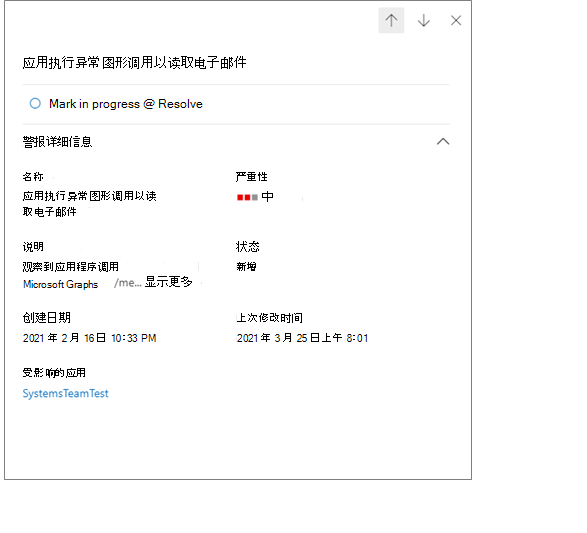 应用执行异常图形调用以读取电子邮件
Mark in progress @ Resolve
警报详细信息
名称
严重性
应用执行异常图形调用以读
取电子邮件
中
说明
状态
观察到应用程序调用
新增
Microsoft Graphs /me... 显示更多
创建日期
上次修改时间
2021 年 2 月 16日 10:33 PM
2021 年 3 月 25 日上午 8:01
受影响的应用
SystemsTeamTest